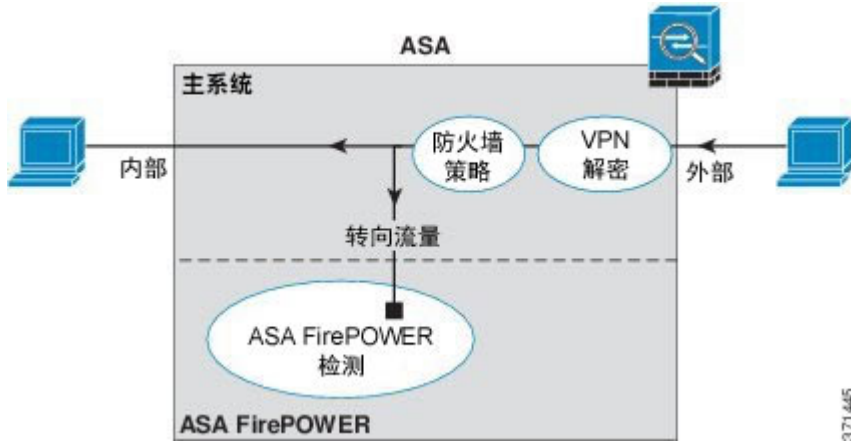 ASA
主系统
防火墙
策略
VPN
解密
内部
外部
转向流量
ASA FirePOWER
检测
ASA FirePOWER
371445